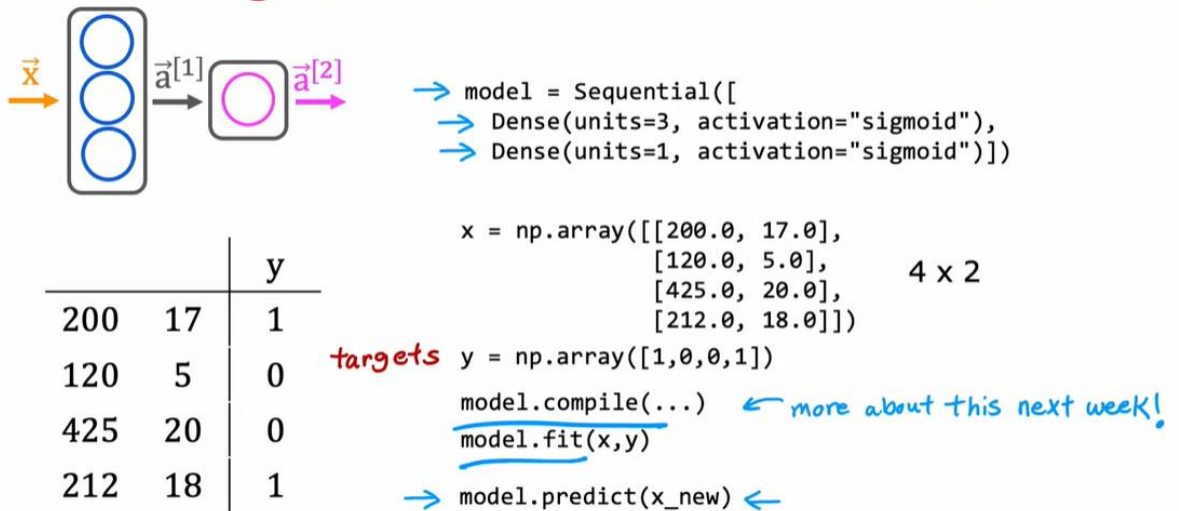 x⃗
a⃗[1]
a⃗[2]
→ model = Sequential([
→ Dense(units=3, activation="sigmoid"),
→ Dense(units=1, activation="sigmoid")])
y
200 17 1
120 5 0
425 20 0
212 18 1
x = np.array([[200.0, 17.0],
[120.0, 5.0],
[425.0, 20.0],
[212.0, 18.0]])
4 x 2
targets y = np.array([1,0,0,1])
model.compile(...) ← more about this next week!
model.fit(x,y)
→ model.predict(x_new) ←